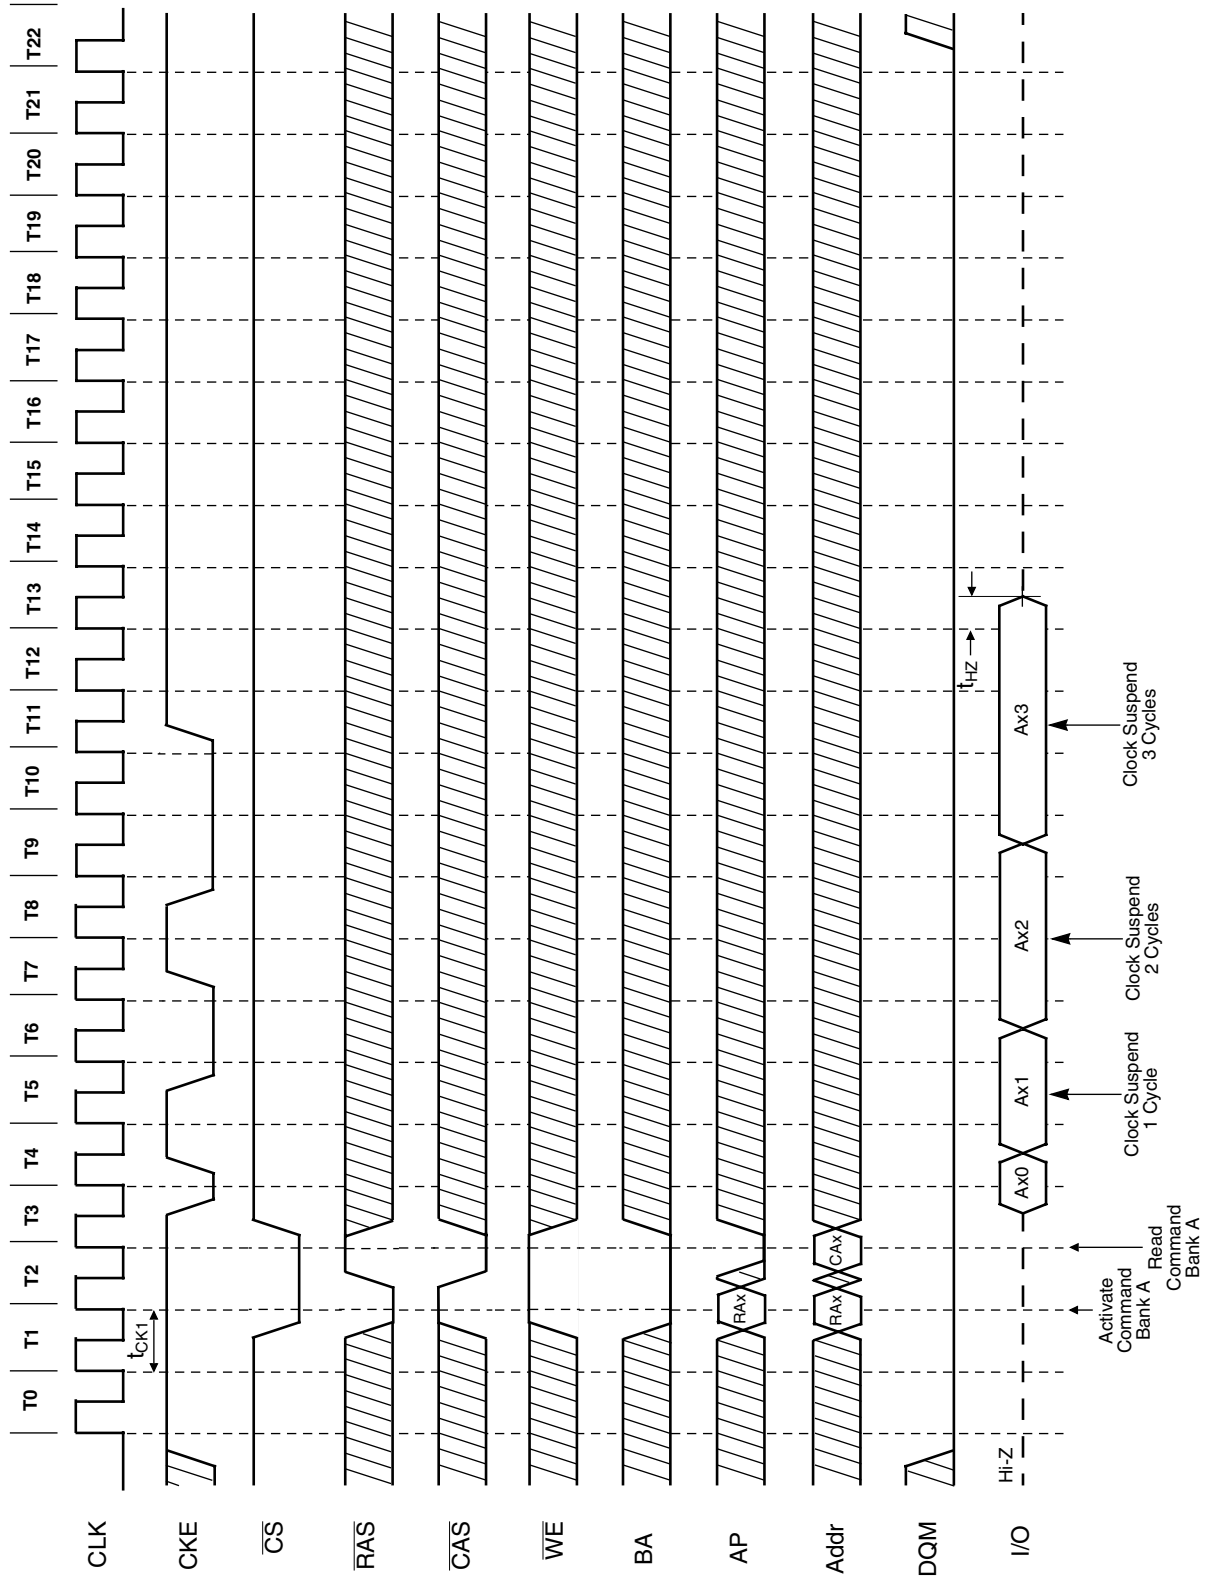 T0 T1 T2 T3 T4 T5 T6 T7 T8 T9 T10 T11 T12 T13 T14 T15 T16 T17 T18 T19 T20 T21 T22
CLK
tCK1
CKE
CS
RAS
CAS
WE
BA
AP
RAx
Addr
RAx CAx
DQM
tHZ
I/O
Hi-Z
Ax0 Ax1 Ax2 Ax3
Activate
Command
Bank A
Read
Command
Bank A
Clock Suspend
1 Cycle
Clock Suspend
2 Cycles
Clock Suspend
3 Cycles